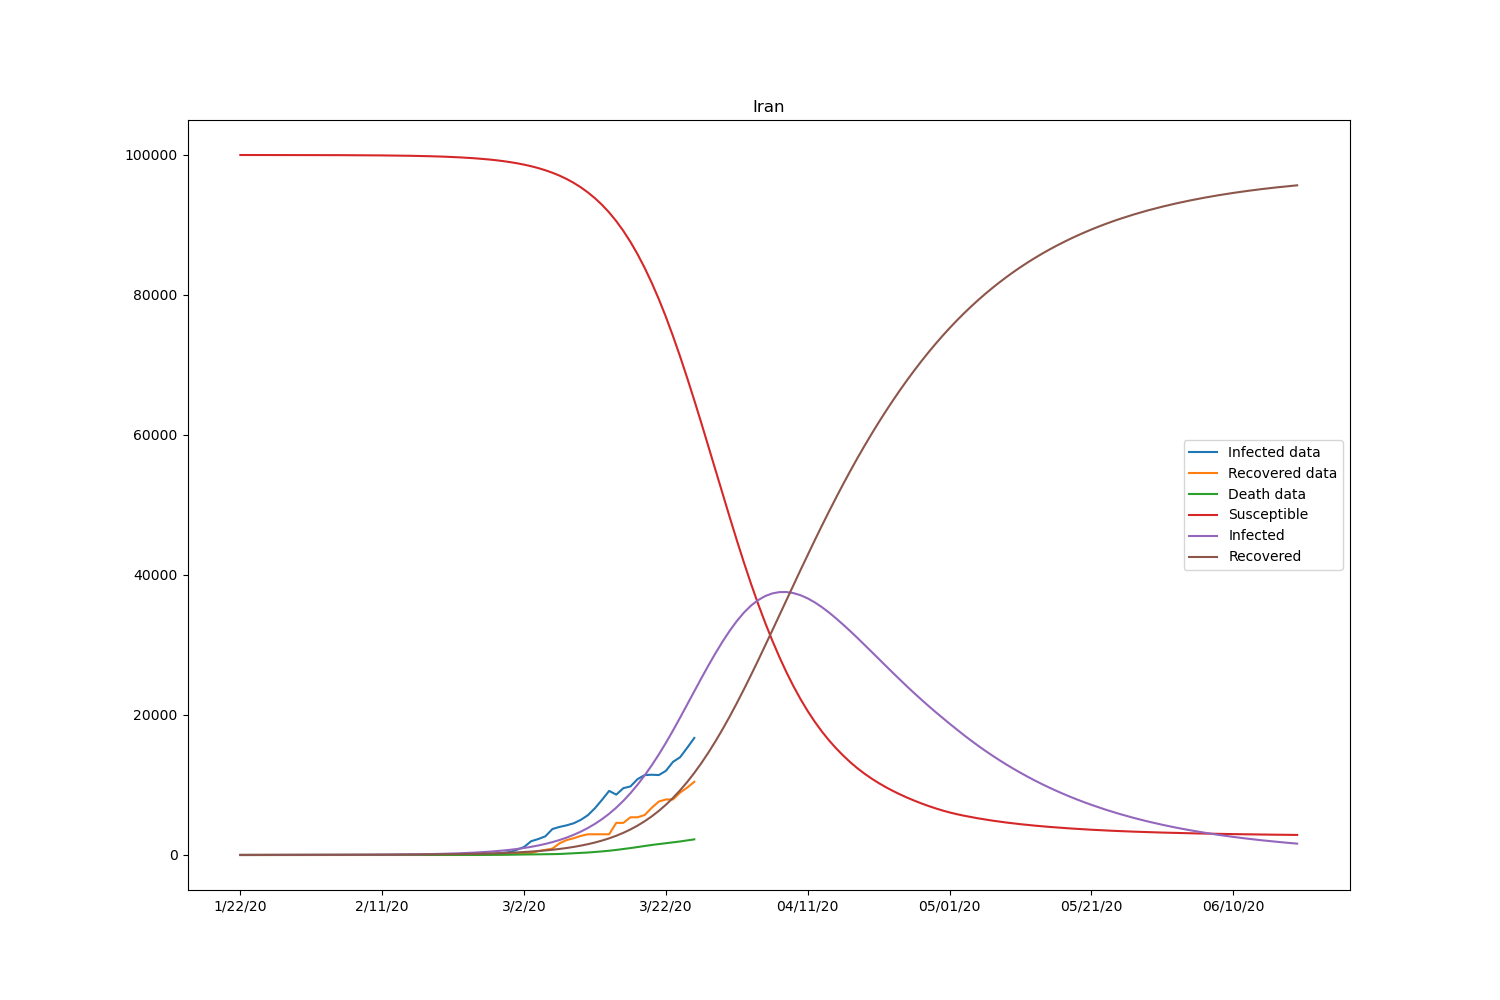 Iran
100000
80000
60000
40000
20000
0
1/22/20 2/11/20 3/2/20 3/22/20 04/11/20 05/01/20 05/21/20 06/10/20
Infected data
Recovered data
Death data
Susceptible
Infected
Recovered